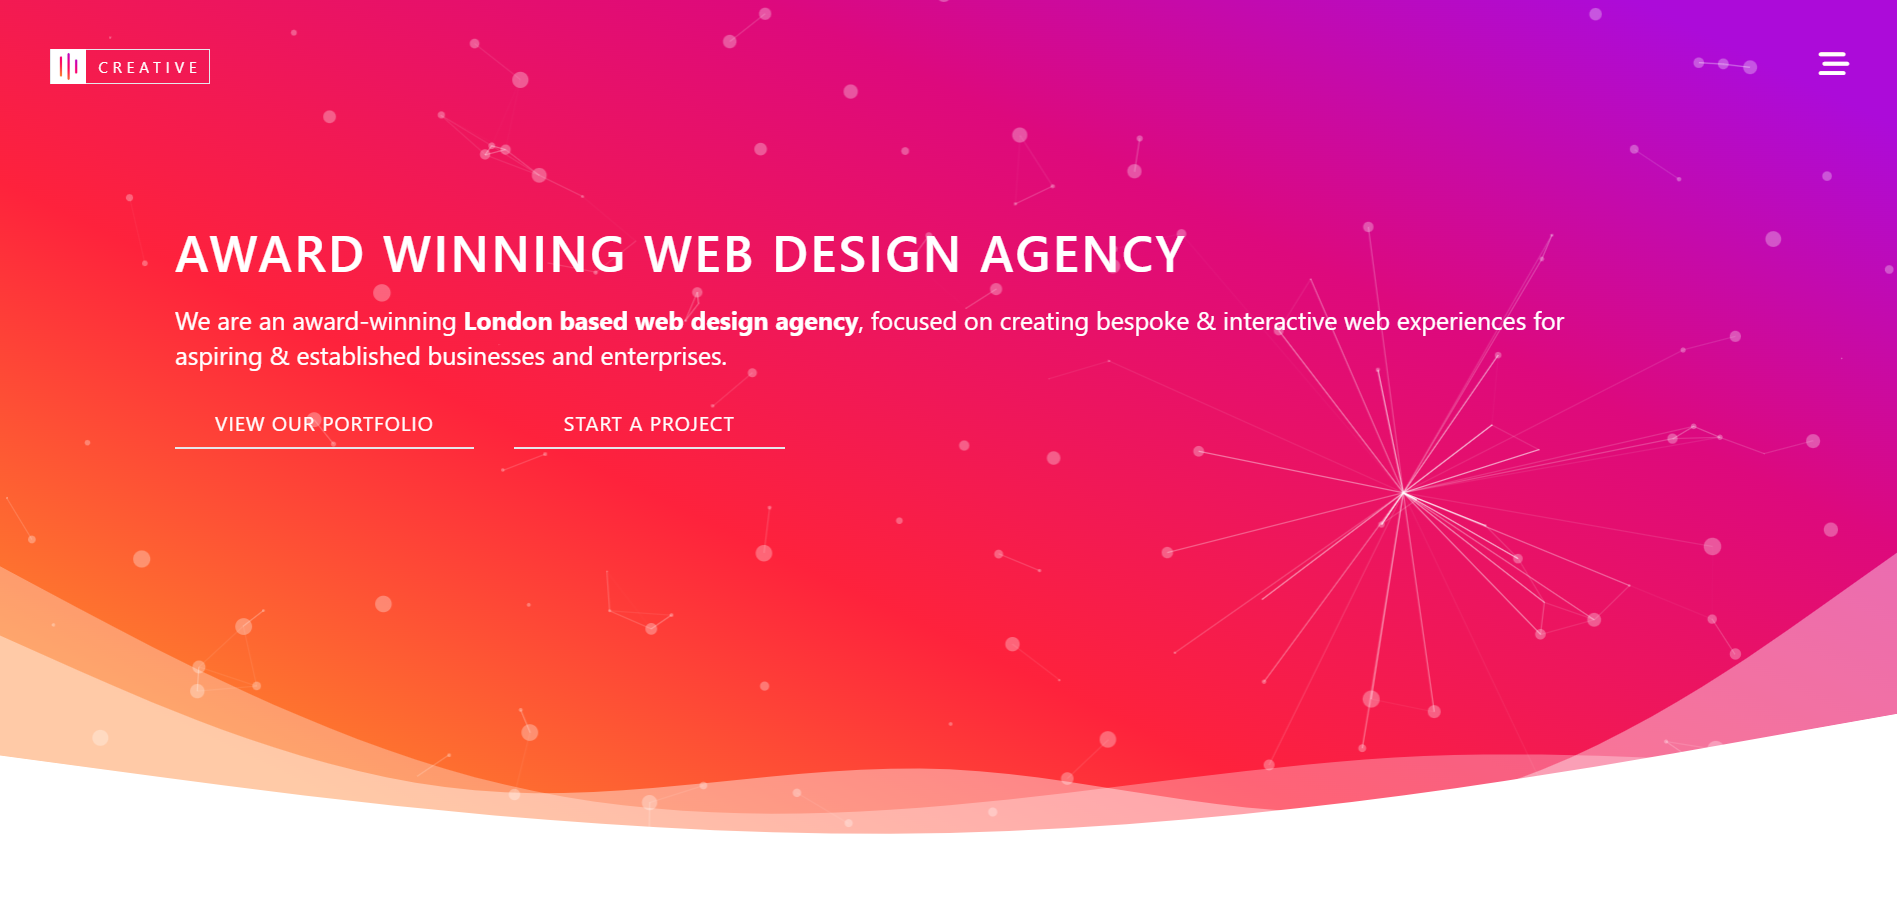 CREATIVE
AWARD WINNING WEB DESIGN AGENCY
We are an award-winning London based web design agency, focused on creating bespoke & interactive web experiences for
aspiring & established businesses and enterprises.
VIEW OUR PORTFOLIO
START A PROJECT